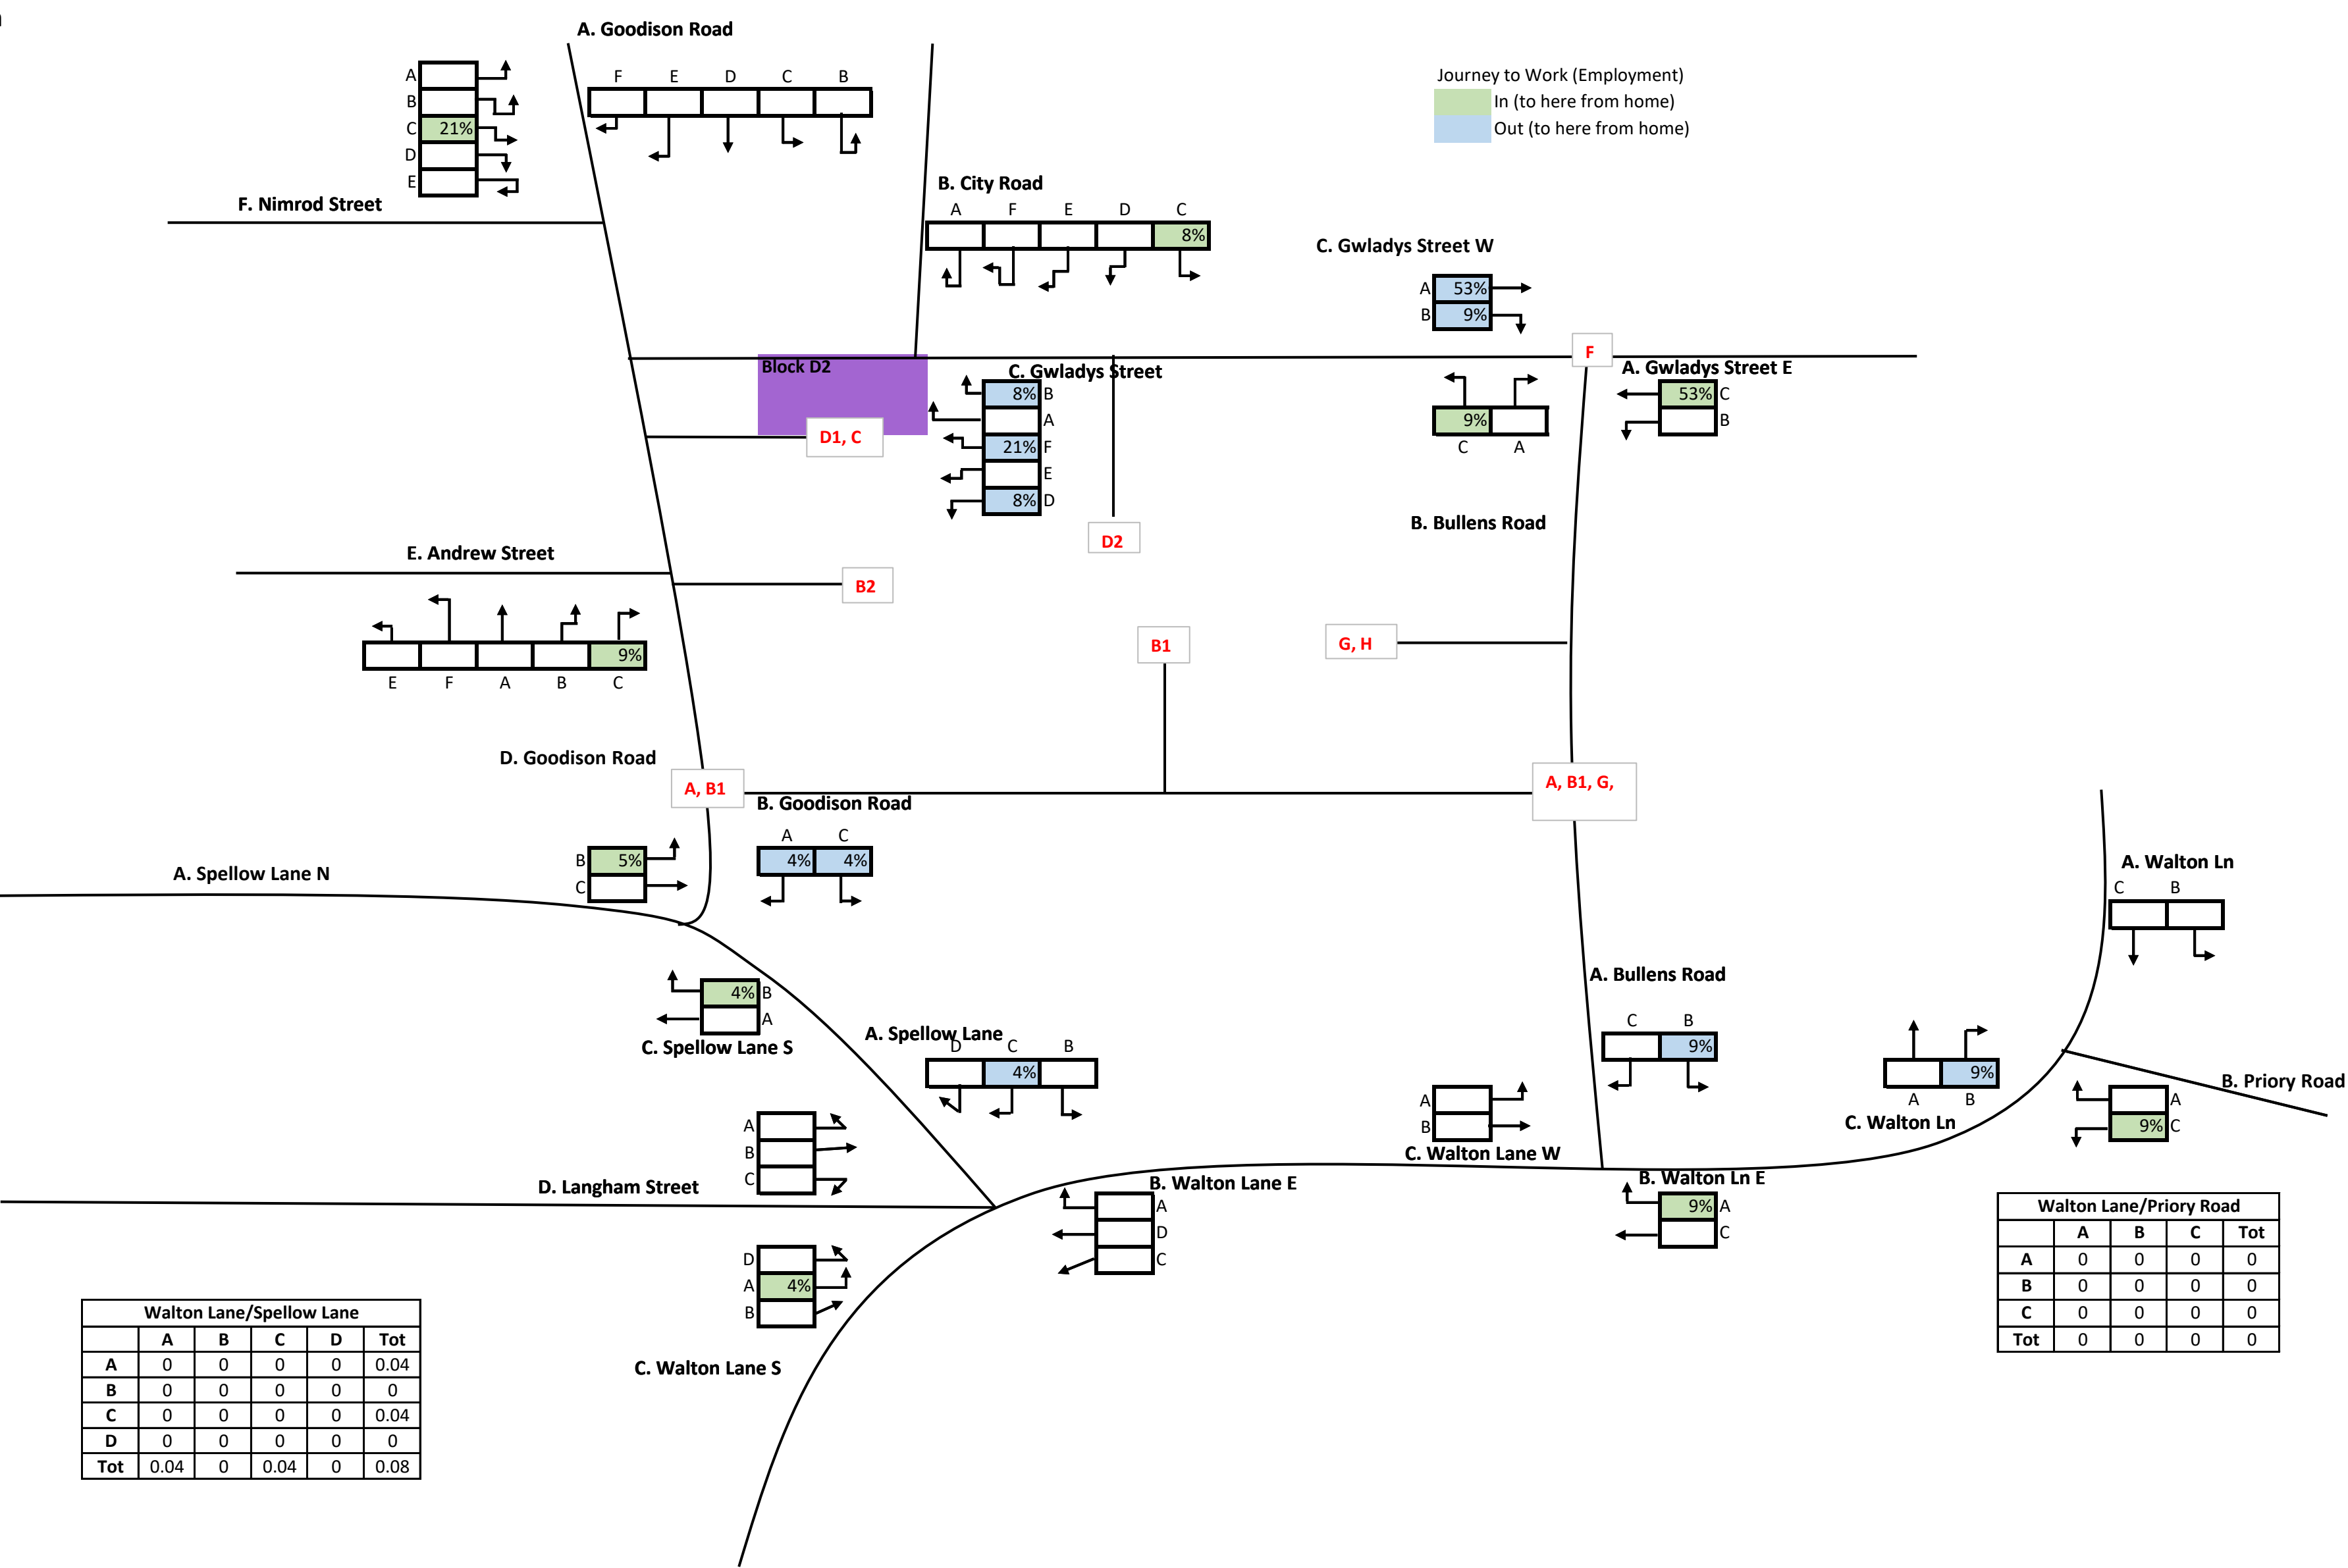 A. Goodison Road
F E D C B
A
B
C 21%
D
E
Journey to Work (Employment)
In (to here from home)
Out (to here from home)
F. Nimrod Street
B. City Road
A F E D C
8%
C. Gwladys Street W
A 53%
B 9%
F
Block D2
C. Gwladys Street
A. Gwladys Street E
8% B
A
21% F
E
8% D
53% C
B
9%
C A
D1, C
B. Bullens Road
D2
E. Andrew Street
B2
9%
E F A B C
B1
G, H
D. Goodison Road
A, B1
A, B1, G,
B. Goodison Road
A C
4% 4%
B 5%
C
A. Spellow Lane N
A. Walton Ln
C B
4% B
A
C. Spellow Lane S
A. Bullens Road
C B
9%
A. Spellow Lane
D C B
4%
9%
A B
C. Walton Ln
B. Priory Road
A
9% C
A
B
C. Walton Lane W
A
B
C
D. Langham Street
B. Walton Lane E
A
D
C
B. Walton Ln E
9% A
C
D
A 4%
B
C. Walton Lane S
Walton Lane/Priory Road
A B C Tot
A 0 0 0 0
B 0 0 0 0
C 0 0 0 0
Tot 0 0 0 0
Walton Lane/Spellow Lane
A B C D Tot
A 0 0 0 0 0.04
B 0 0 0 0 0
C 0 0 0 0 0.04
D 0 0 0 0 0
Tot 0.04 0 0.04 0 0.08